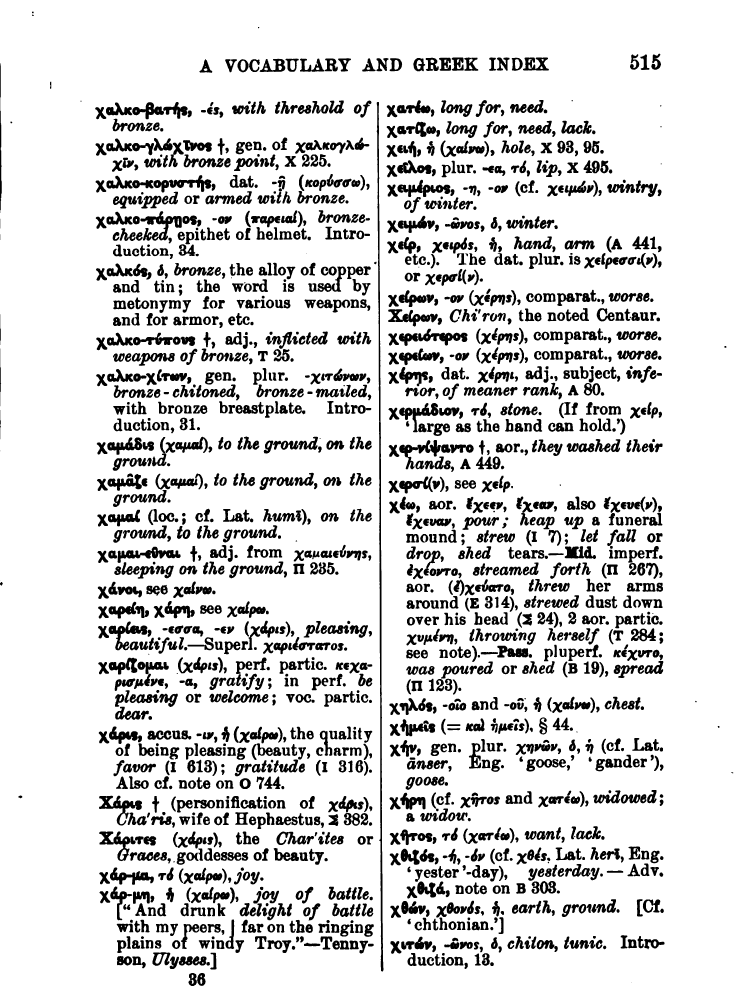 A VOCABULARY AND GREEK INDEX 515
χαλκο-βατής, -ές, with threshold of
bronze.
χαλκο-γλώχῑνος †, gen. of χαλκογλώ-
χῑν, with bronze point, X 225.
χαλκο-κορυστής, dat. -ῇ (κορύσσω),
equipped or armed with bronze.
χαλκο-πάρῃος, -ον (παρειαί), bronze-
cheeked, epithet of helmet. Intro-
duction, 34.
χαλκός, ὁ, bronze, the alloy of copper
and tin; the word is used by
metonymy for various weapons,
and for armor, etc.
χαλκο-τύπους †, adj., inflicted with
weapons of bronze, T 25.
χαλκο-χίτων, gen. plur. -χιτώνων,
bronze-chitoned, bronze-mailed,
with bronze breastplate. Intro-
duction, 31.
χαμάδις (χαμαί), to the ground, on the
ground.
χαμᾶζε (χαμαί), to the ground, on the
ground.
χαμαί (loc.; cf. Lat. humī), on the
ground, to the ground.
χαμαι-εῦναι †, adj. from χαμαιεύνης,
sleeping on the ground, Π 235.
χάνοι, see χαίνω.
χαρείη, χάρη, see χαίρω.
χαρίεις, -εσσα, -εν (χάρις), pleasing,
beautiful.—Superl. χαριέστατος.
χαρίζομαι (χάρις), perf. partic. κεχα-
ρισμένε, -α, gratify; in perf. be
pleasing or welcome; voc. partic.
dear.
χάρις, accus. -ιν, ἡ (χαίρω), the quality
of being pleasing (beauty, charm),
favor (I 613); gratitude (I 316).
Also cf. note on O 744.
Χάρις † (personification of χάρις),
Cha′ris, wife of Hephaestus, Σ 382.
Χάριτες (χάρις), the Char′ites or
Graces, goddesses of beauty.
χάρ-μα, τό (χαίρω), joy.
χάρ-μη, ἡ (χαίρω), joy of battle.
[“And drunk delight of battle
with my peers, | far on the ringing
plains of windy Troy.”—Tenny-
son, Ulysses.]
36
χατέω, long for, need.
χατίζω, long for, need, lack.
χειή, ἡ (χαίνω), hole, X 93, 95.
χεῖλος, plur. -εα, τό, lip, X 495.
χειμέριος, -η, -ον (cf. χειμών), wintry,
of winter.
χειμών, -ῶνος, ὁ, winter.
χείρ, χειρός, ἡ, hand, arm (A 441,
etc.). The dat. plur. is χείρεσσι(ν),
or χερσί(ν).
χείρων, -ον (χέρης), comparat., worse.
Χείρων, Chi′ron, the noted Centaur.
χερειότερος (χέρης), comparat., worse.
χερείων, -ον (χέρης), comparat., worse.
χέρης, dat. χέρηι, adj., subject, infe-
rior, of meaner rank, A 80.
χερμάδιον, τό, stone. (If from χείρ,
‘large as the hand can hold.’)
χερ-νίψαντο †, aor., they washed their
hands, A 449.
χερσί(ν), see χείρ.
χέω, aor. ἔχεεν, ἔχεαν, also ἔχευε(ν),
ἔχευαν, pour; heap up a funeral
mound; strew (I 7); let fall or
drop, shed tears.—Mid. imperf.
ἐχέοντο, streamed forth (Π 267),
aor. (ἐ)χεύατο, threw her arms
around (E 314), strewed dust down
over his head (Σ 24), 2 aor. partic.
χυμένη, throwing herself (T 284;
see note).—Pass. pluperf. κέχυτο,
was poured or shed (B 19), spread
(Π 123).
χηλός, -οῖο and -οῦ, ἡ (χαίνω), chest.
χἠμεῖς (= καὶ ἡμεῖς), § 44.
χήν, gen. plur. χηνῶν, ὁ, ἡ (cf. Lat.
ānser, Eng. ‘goose,’ ‘gander’),
goose.
χήρη (cf. χῆτος and χατέω), widowed;
a widow.
χῆτος, τό (χατέω), want, lack.
χθιζός, -ή, -όν (cf. χθές, Lat. herī, Eng.
‘yester’-day), yesterday. — Adv.
χθιζά, note on B 303.
χθών, χθονός, ἡ, earth, ground. [Cf.
‘chthonian.’]
χιτών, -ῶνος, ὁ, chiton, tunic. Intro-
duction, 13.